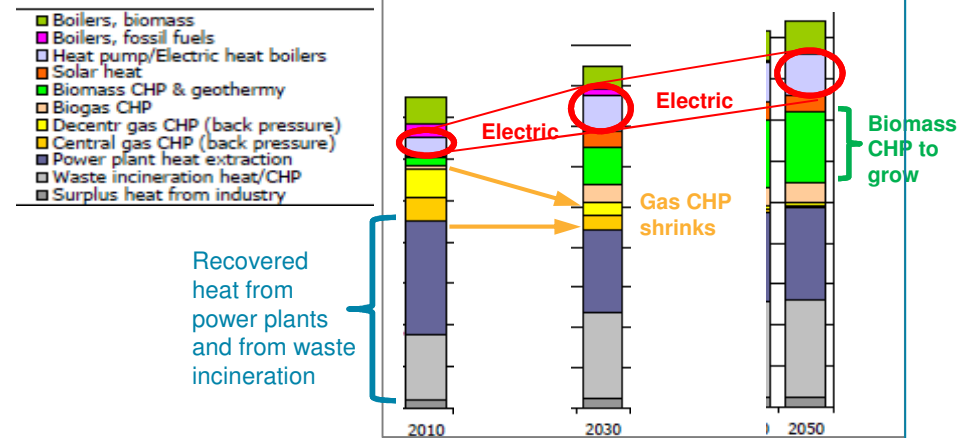 Boilers, biomass
Boilers, fossil fuels
Heat pump/Electric heat boilers
Solar heat
Biomass CHP & geothermy
Biogas CHP
Decentr gas CHP (back pressure)
Central gas CHP (back pressure)
Power plant heat extraction
Waste incineration heat/CHP
Surplus heat from industry
Electric
Electric
Biomass
CHP to
grow
Gas CHP
shrinks
Recovered
heat from
power plants
and from waste
incineration
2010
2030
2050